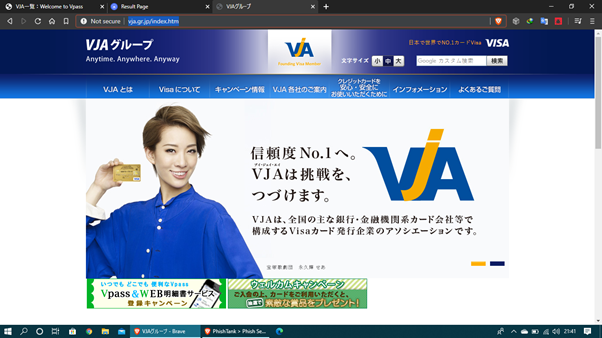 VJA一覧：Welcome to Vpass
Result Page
VJAグループ
Not secure
vja.gr.jp/index.htm
VJAグループ
Anytime. Anywhere. Anyway
VJA
Founding Visa Member
日本で世界でNO.1カードVisa
VISA
文字サイズ 小 中 大
Google カスタム検索
検索
VJA とは
Visa について
キャンペーン情報
VJA 各社のご案内
クレジットカードを
安心・安全に
お使いいただくために
インフォメーション
よくあるご質問
信頼度No.1へ。
VJAは挑戦を、
つづけます。
VJA
VJAは、全国の主な銀行・金融機関系カード会社等で
構成するVisaカード発行企業のアソシエーションです。
いつでも どこでも 便利なVpass
Vpass&WEB明細書サービス
登録キャンペーン
ウェルカムキャンペーン
ご入会の上、カードをご利用いただくと、
抽選で素敵な賞品をプレゼント!
VJAグループ - Brave
PhishTank > Phish Se...
21:41